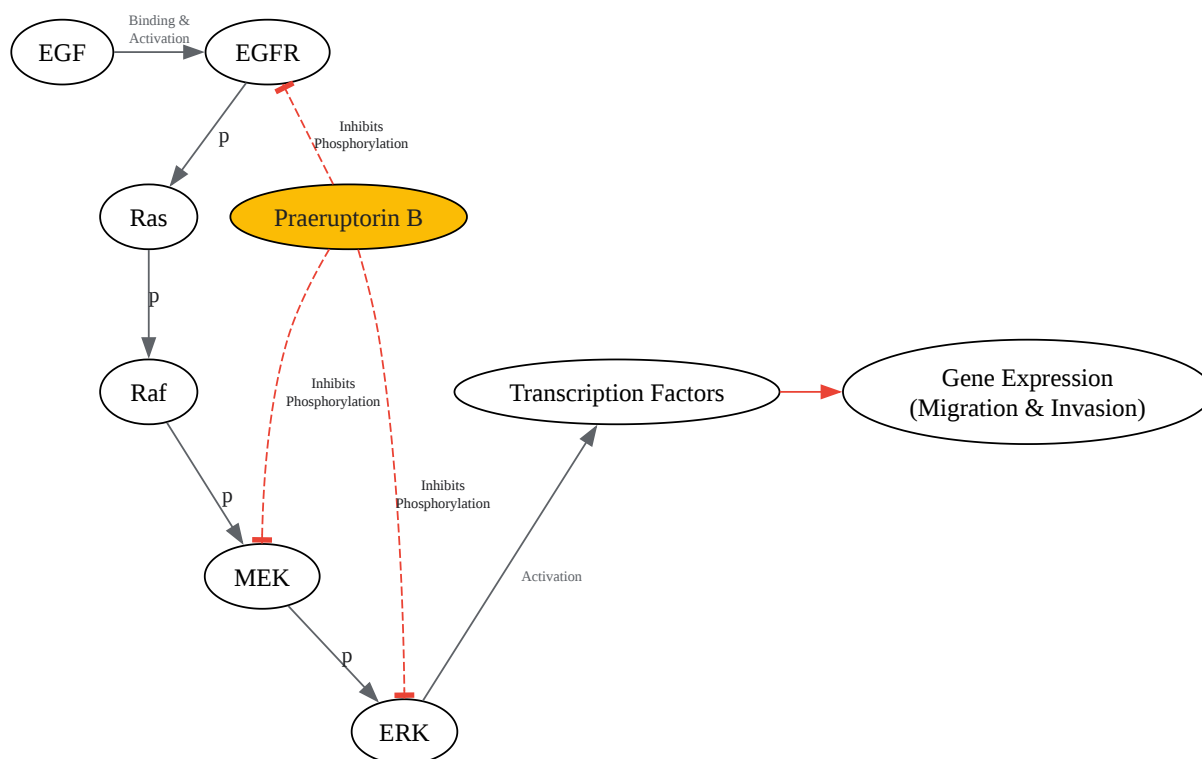 Binding &
Activation
EGF
EGFR
p
Inhibits
Phosphorylation
Ras
Praeruptorin B
p
Inhibits
Phosphorylation
Raf
Transcription Factors
Gene Expression
(Migration & Invasion)
p
Inhibits
Phosphorylation
MEK
Activation
p
ERK